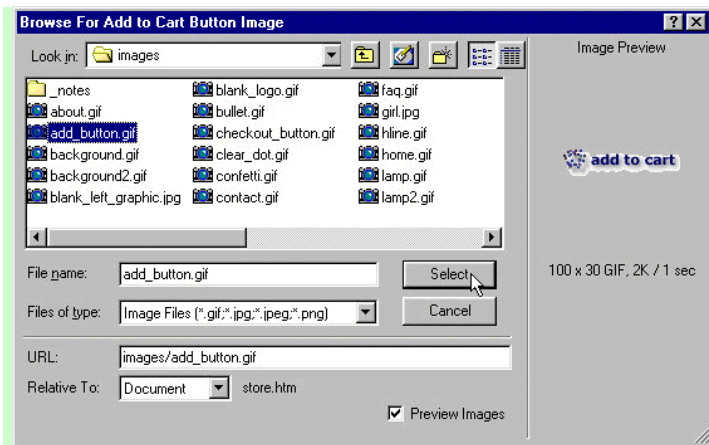 Browse For Add to Cart Button Image
Look in: images
Image Preview
_notes
about.gif
add_button.gif
background.gif
background2.gif
blank_left_graphic.jpg
blank_logo.gif
bullet.gif
checkout_button.gif
clear_dot.gif
confetti.gif
contact.gif
faq.gif
girl.jpg
hline.gif
home.gif
lamp.gif
lamp2.gif
add to cart
File name: add_button.gif Select
100 x 30 GIF, 2K / 1 sec
Files of type: Image Files (*.gif;*.jpg;*.jpeg;*.png) Cancel
URL: images/add_button.gif
Relative To: Document store.htm
Preview Images